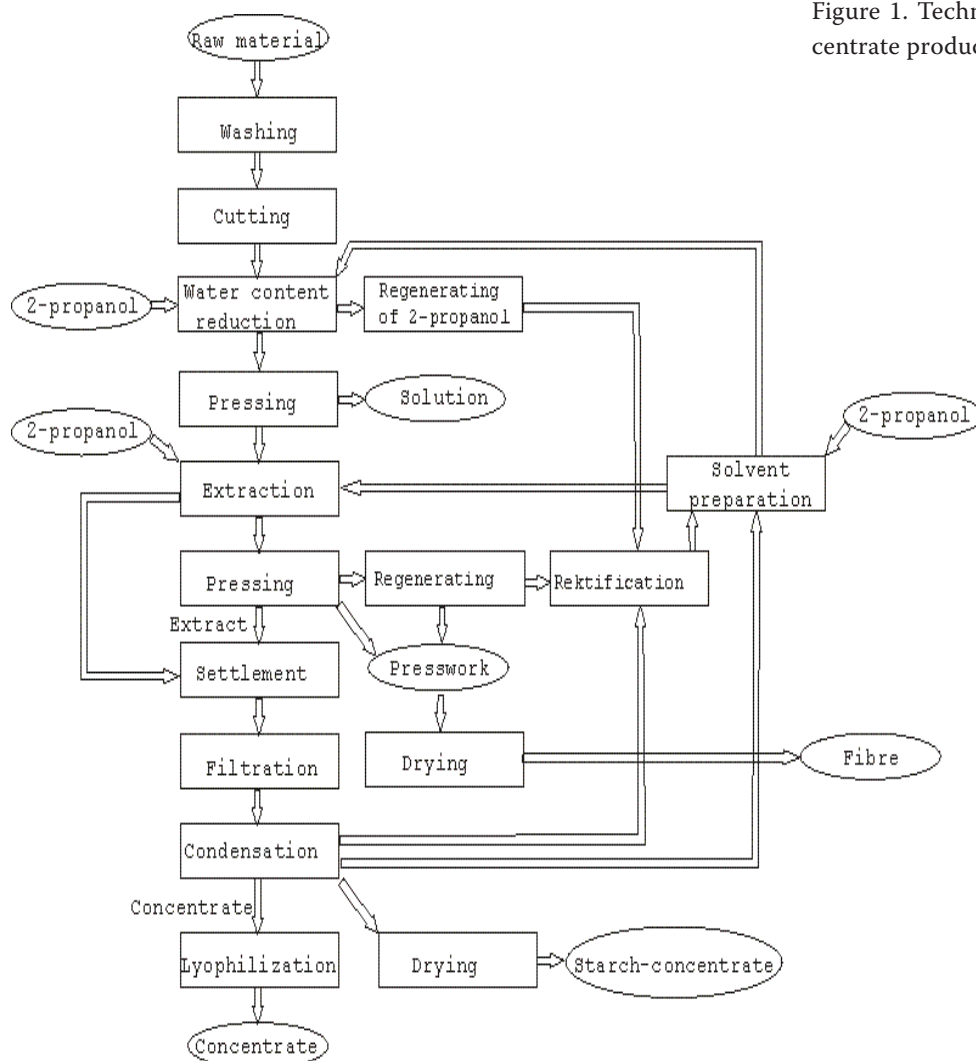 Figure 1. Techn
centrate produc
Raw material
Washing
Cutting
2-propanol
Water content
reduction
Regenerating
of 2-propanol
Pressing
Solution
2-propanol
2-propanol
Extraction
Solvent
preparation
Pressing
Regenerating
Rektification
Extract
Settlement
Presswork
Filtration
Drying
Fibre
Condensation
Concentrate
Lyophilization
Drying
Starch-concentrate
Concentrate